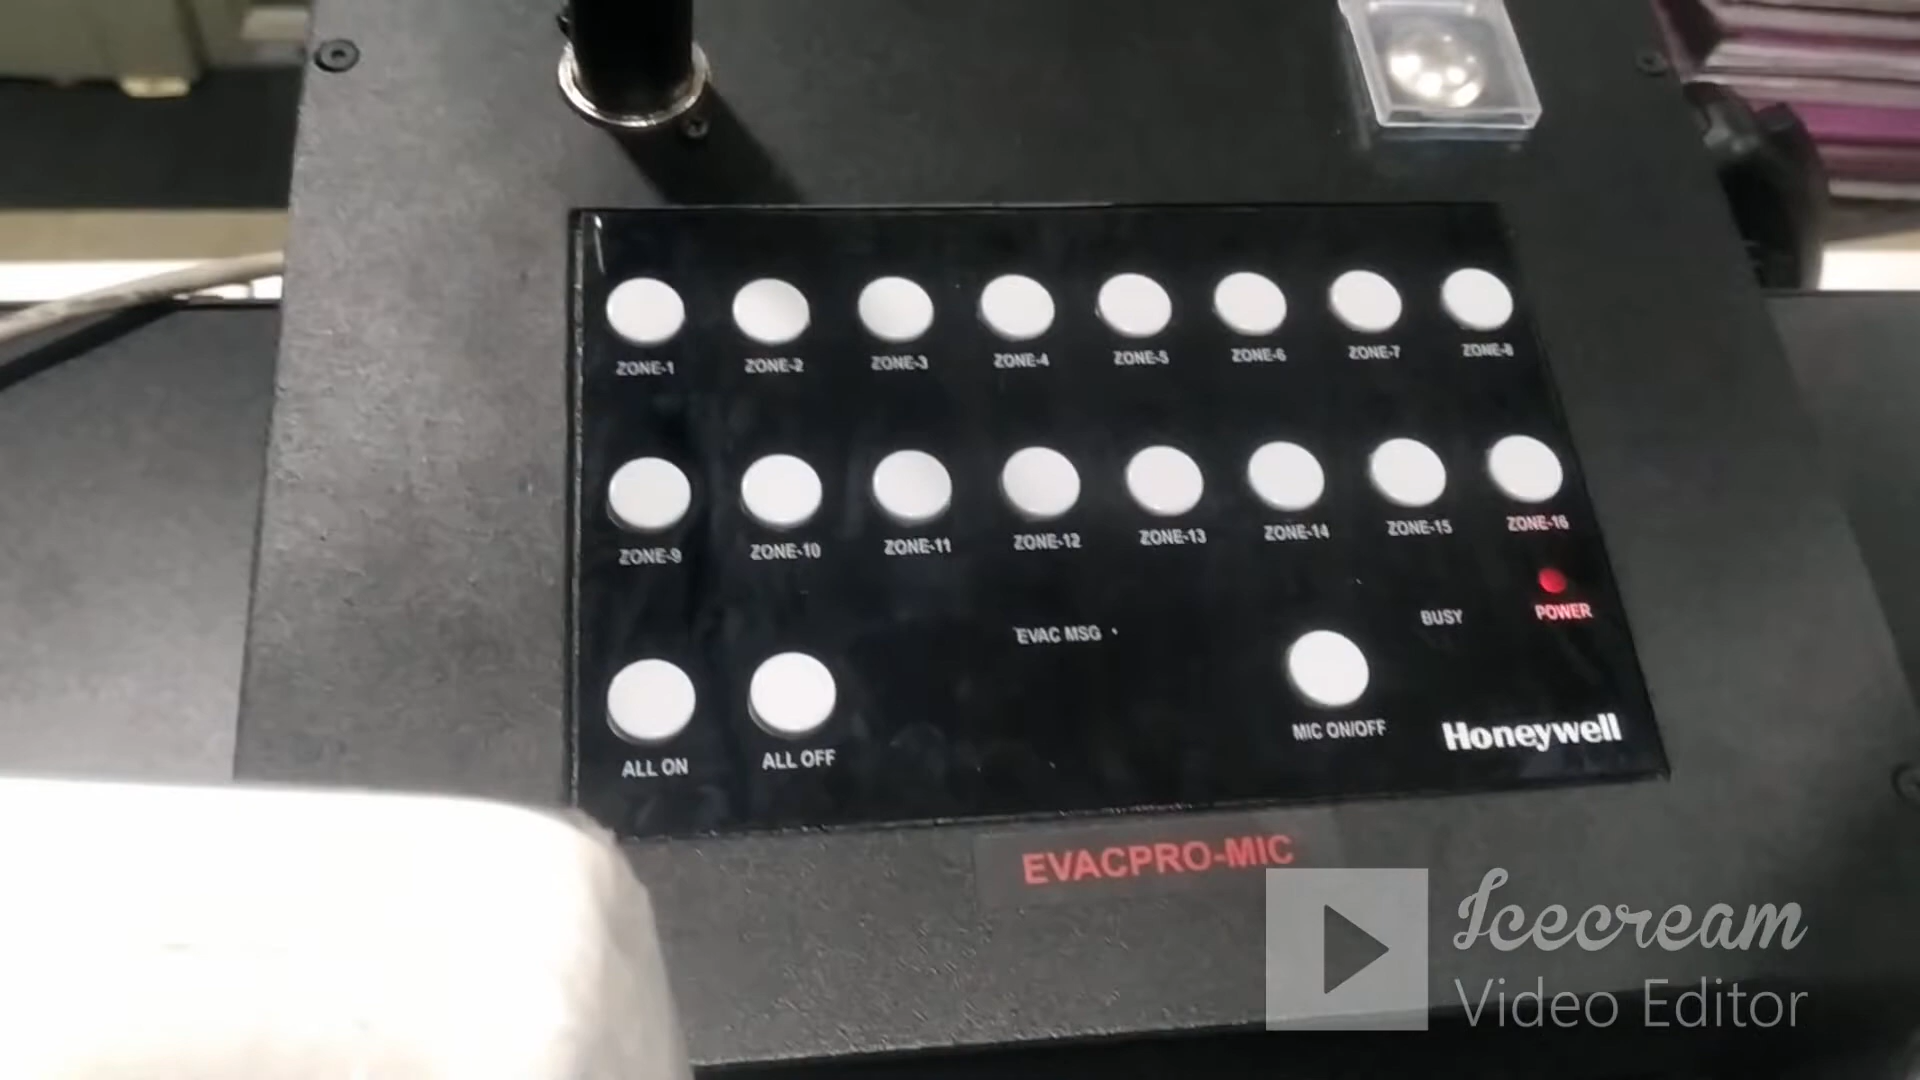 ZONE-1 ZONE-2 ZONE-3 ZONE-4 ZONE-5 ZONE-6 ZONE-7 ZONE-8
ZONE-9 ZONE-10 ZONE-11 ZONE-12 ZONE-13 ZONE-14 ZONE-15 ZONE-16
EVAC MSG BUSY POWER
ALL ON ALL OFF MIC ON/OFF Honeywell
EVACPRO-MIC
Icecream
Video Editor